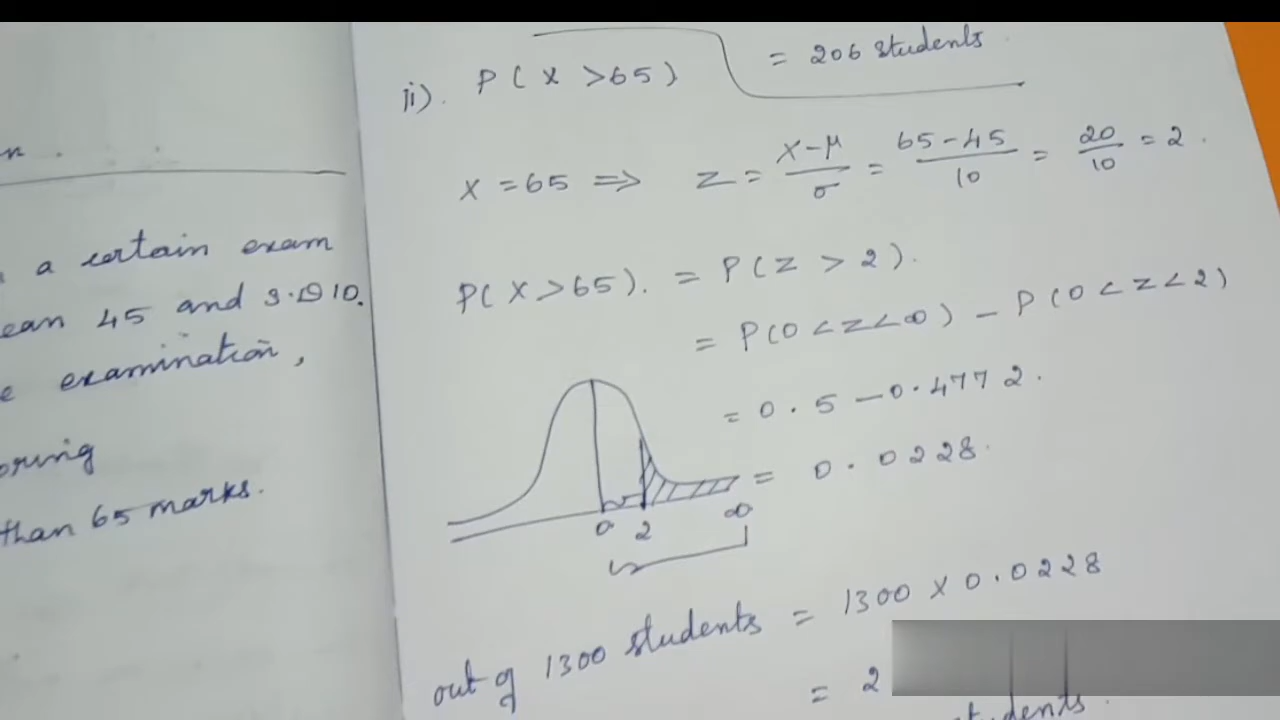 a certain exam
ean 45 and S.D 10.
e examination,
oring
than 65 marks.
= 206 students
ii). P(X > 65)
X = 65 ⇒ Z = X-μ/σ = 65-45/10 = 20/10 = 2.
P(X > 65). = P(Z > 2).
= P(0 < Z < ∞) - P(0 < Z < 2)
= 0.5 - 0.4772.
= 0.0228.
0 2 ∞
out of 1300 students = 1300 × 0.0228
= 2
students.